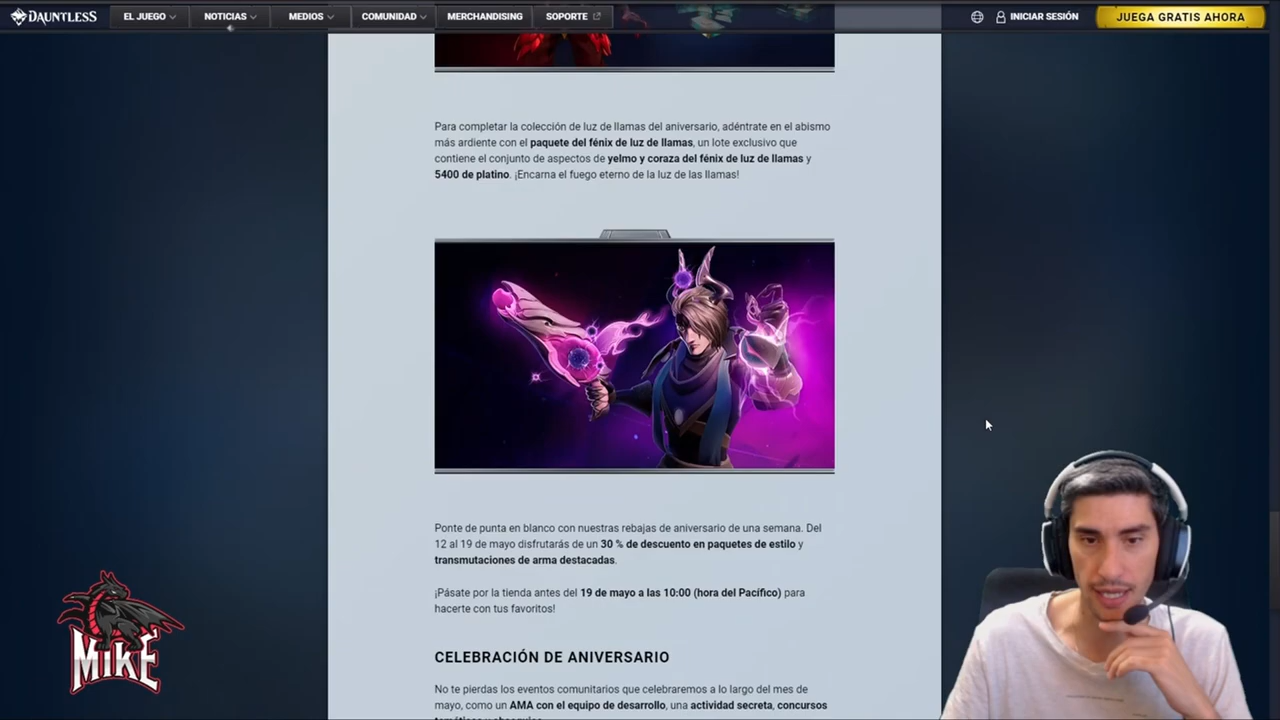 DAUNTLESS
EL JUEGO
NOTICIAS
MEDIOS
COMUNIDAD
MERCHANDISING
SOPORTE
INICIAR SESIÓN
JUEGA GRATIS AHORA
Para completar la colección de luz de llamas del aniversario, adéntrate en el abismo
más ardiente con el paquete del fénix de luz de llamas, un lote exclusivo que
contiene el conjunto de aspectos de yelmo y coraza del fénix de luz de llamas y
5400 de platino. ¡Encarna el fuego eterno de la luz de las llamas!
Ponte de punta en blanco con nuestras rebajas de aniversario de una semana. Del
12 al 19 de mayo disfrutarás de un 30 % de descuento en paquetes de estilo y
transmutaciones de arma destacadas.
¡Pásate por la tienda antes del 19 de mayo a las 10:00 (hora del Pacífico) para
hacerte con tus favoritos!
CELEBRACIÓN DE ANIVERSARIO
No te pierdas los eventos comunitarios que celebraremos a lo largo del mes de
mayo, como un AMA con el equipo de desarrollo, una actividad secreta, concursos
MIKE